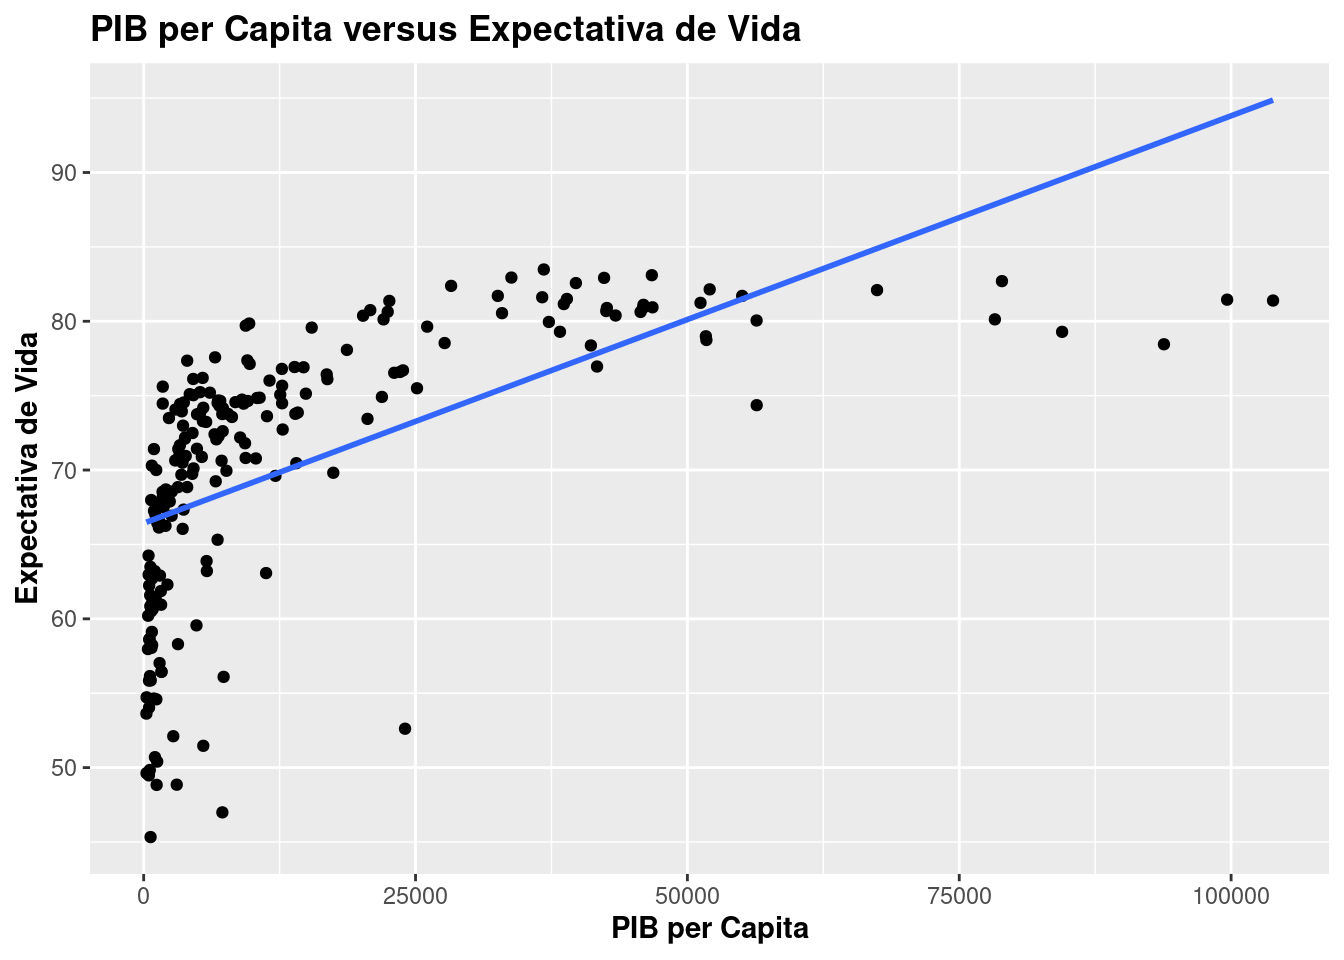 PIB per Capita versus Expectativa de Vida
90
80
70
60
50
Expectativa de Vida
0 25000 50000 75000 100000
PIB per Capita